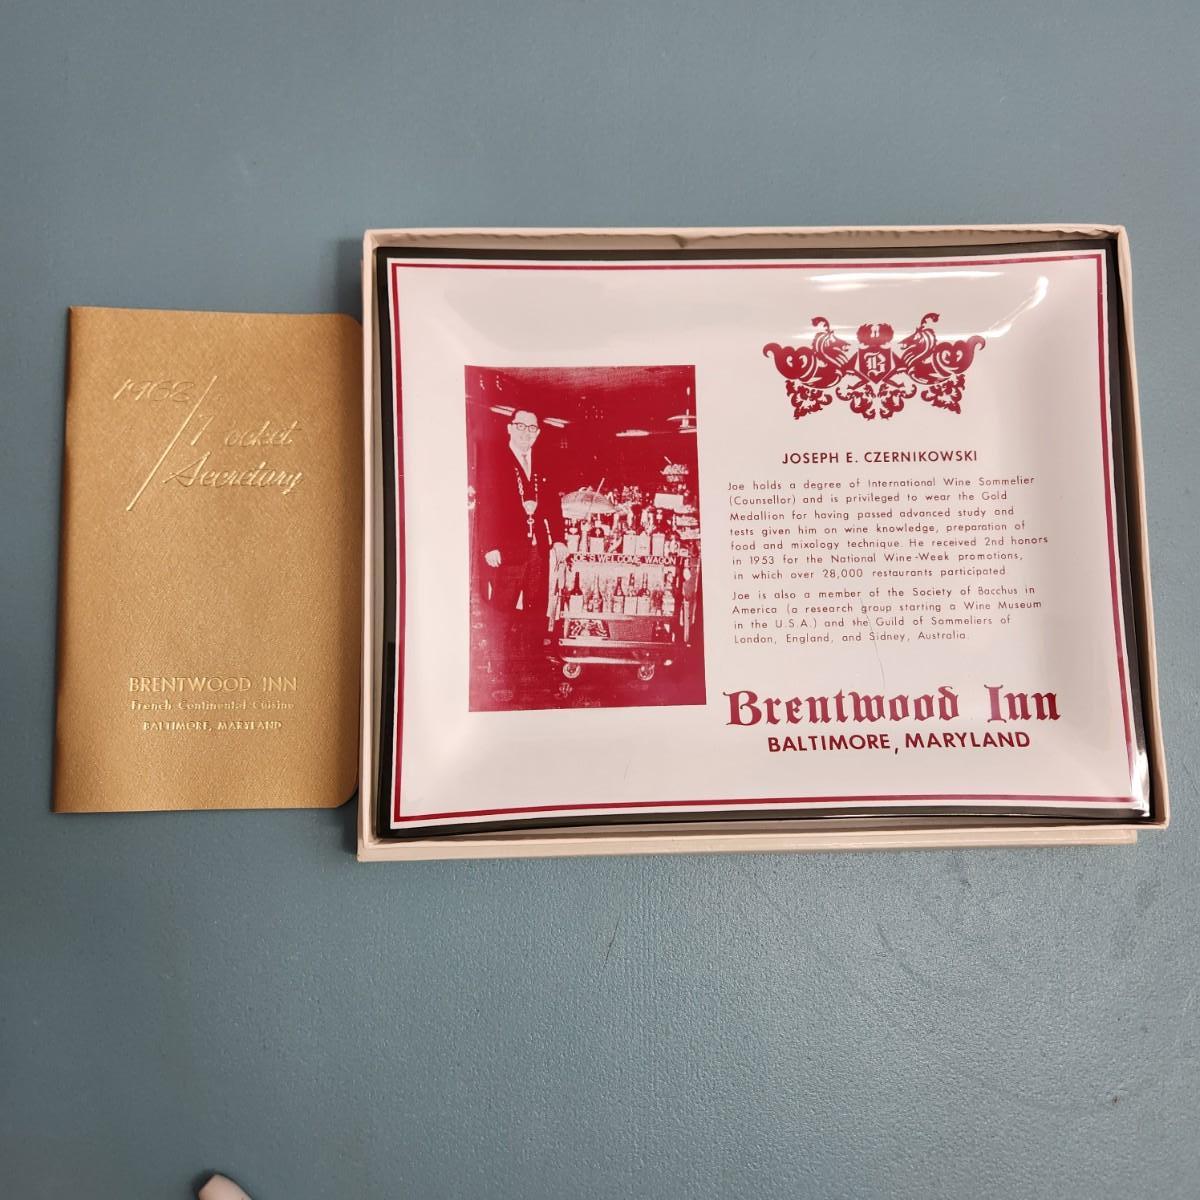 1968
Pocket
Secretary
BRENTWOOD INN
French Continental Cuisine
BALTIMORE, MARYLAND
JOE'S WELCOME WAGON
B
JOSEPH E. CZERNIKOWSKI
Joe holds a degree of International Wine Sommelier
(Counsellor) and is privileged to wear the Gold
Medallion for having passed advanced study and
tests given him on wine knowledge, preparation of
food and mixology technique. He received 2nd honors
in 1953 for the National Wine-Week promotions,
in which over 28,000 restaurants participated.
Joe is also a member of the Society of Bacchus in
America (a research group starting a Wine Museum
in the U.S.A.) and the Guild of Sommeliers of
London, England, and Sidney, Australia.
Brentwood Inn
BALTIMORE, MARYLAND